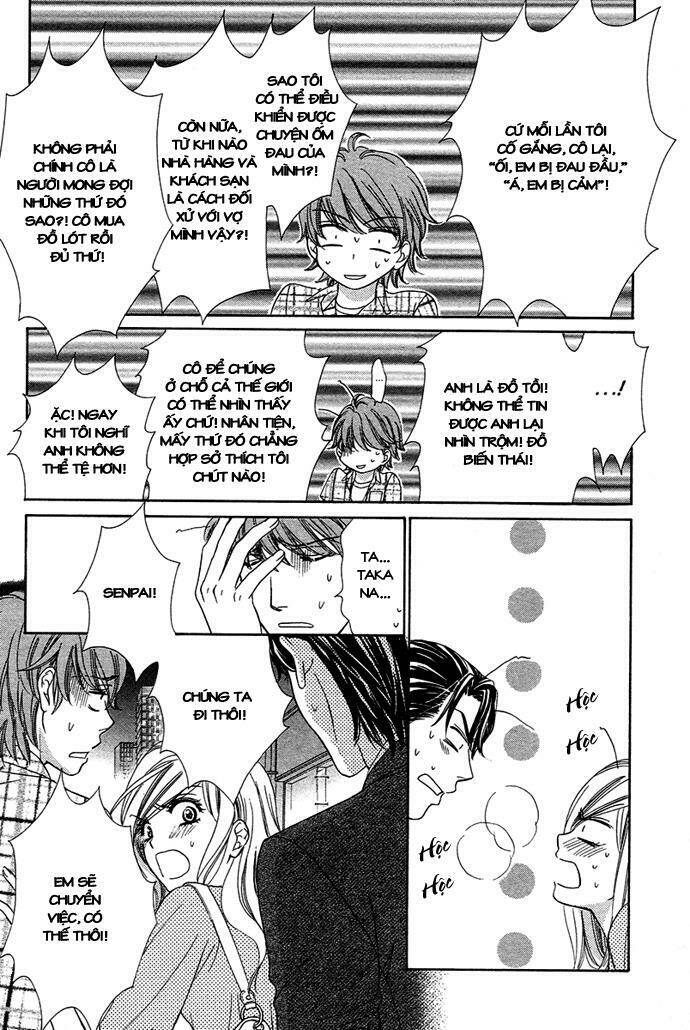 CỨ MỖI LẦN TÔI
CỐ GẮNG, CÔ LẠI,
"ỐI, EM BỊ ĐAU ĐẦU,"
"Á, EM BỊ CẢM"!
SAO TÔI
CÓ THỂ ĐIỀU
KHIỂN ĐƯỢC
CHUYỆN ỐM
ĐAU CỦA
MÌNH?!
CÒN NỮA,
TỪ KHI NÀO
NHÀ HÀNG VÀ
KHÁCH SẠN
LÀ CÁCH ĐỐI
XỬ VỚI VỢ
MÌNH VẬY?!
KHÔNG PHẢI
CHÍNH CÔ LÀ
NGƯỜI MONG ĐỢI
NHỮNG THỨ ĐÓ
SAO?! CÔ MUA
ĐỒ LÓT RỒI
ĐỦ THỨ!
...!
ANH LÀ ĐỒ TỒI!
KHÔNG THỂ TIN
ĐƯỢC ANH LẠI
NHÌN TRỘM! ĐỒ
BIẾN THÁI!
...
CÔ ĐỂ CHÚNG
Ở CHỖ CẢ THẾ GIỚI
CÓ THỂ NHÌN THẤY
ẤY CHỨ! NHÂN TIỆN,
MẤY THỨ ĐÓ CHẲNG
HỢP SỞ THÍCH TÔI
CHÚT NÀO!
ẶC! NGAY
KHI TÔI NGHĨ
ANH KHÔNG
THỂ TỆ HƠN!
Hộc
Hộc
Hộc
Hộc
TA...
TAKA
NA...
SENPAI!
CHÚNG TA
ĐI THÔI!
EM SẼ
CHUYỂN
VIỆC, CÓ
THẾ THÔI!